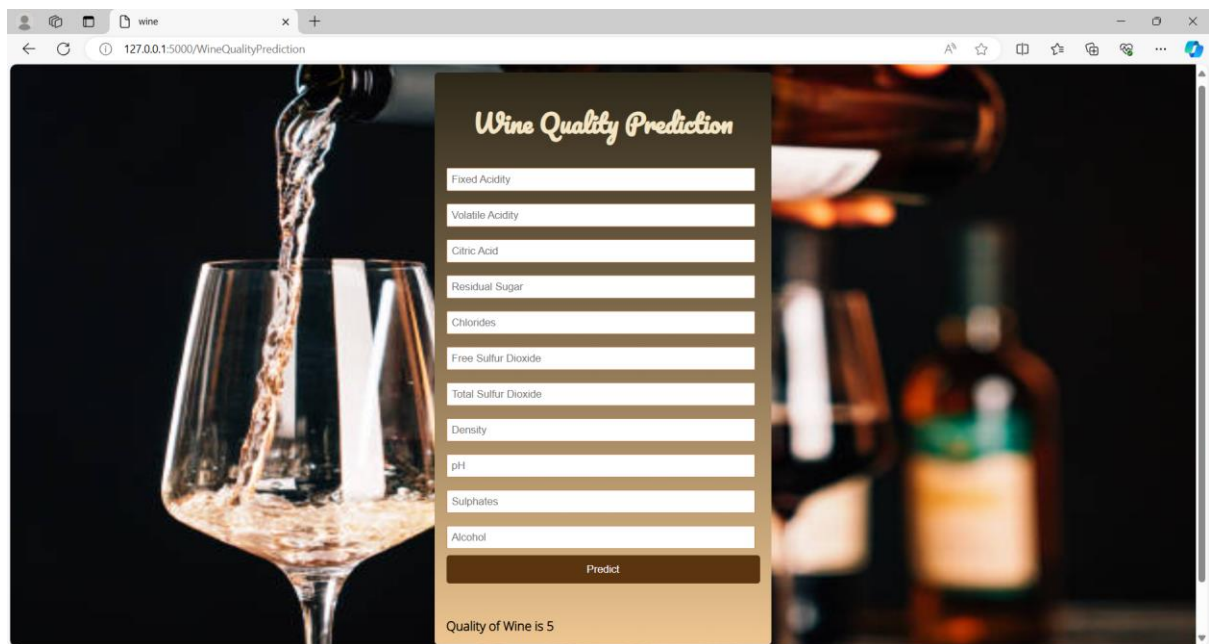 wine
127.0.0.1:5000/WineQualityPrediction
Wine Quality Prediction
Fixed Acidity
Volatile Acidity
Citric Acid
Residual Sugar
Chlorides
Free Sulfur Dioxide
Total Sulfur Dioxide
Density
pH
Sulphates
Alcohol
Predict
Quality of Wine is 5